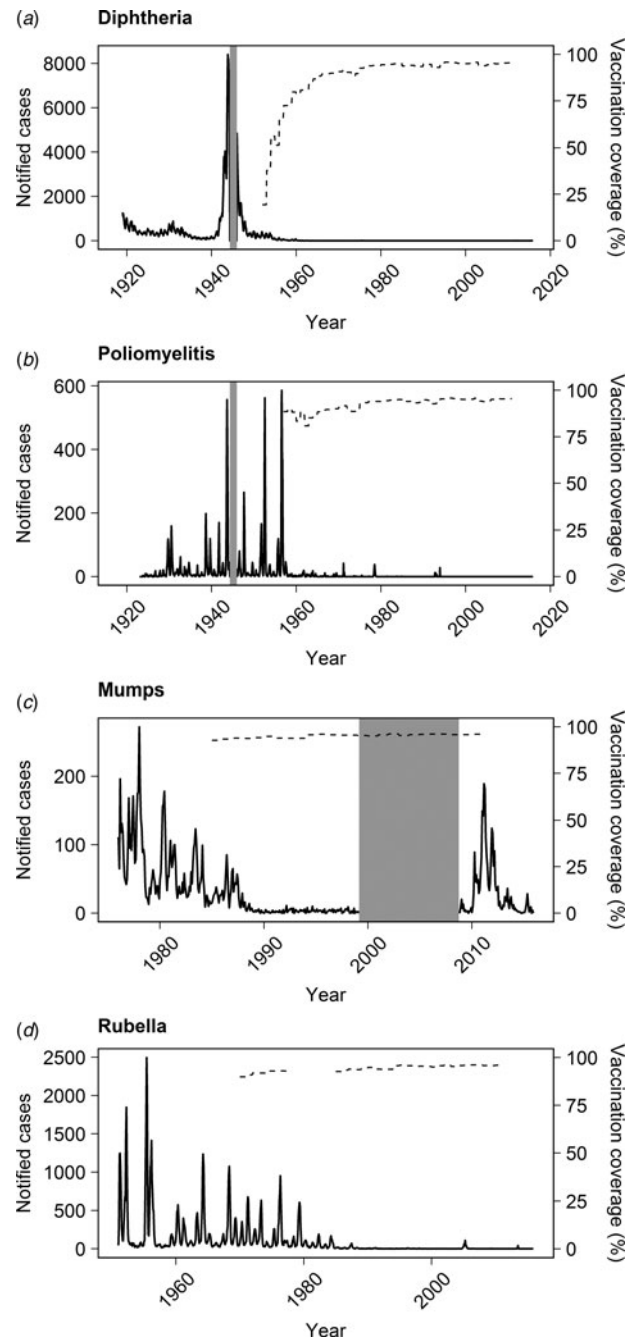 (a) Diphtheria
Notified cases
8000
6000
4000
2000
0
Vaccination coverage (%)
100
75
50
25
0
1920 1940 1960 1980 2000 2020
Year
(b) Poliomyelitis
Notified cases
600
400
200
0
Vaccination coverage (%)
100
75
50
25
0
1920 1940 1960 1980 2000 2020
Year
(c) Mumps
Notified cases
200
100
0
Vaccination coverage (%)
100
75
50
25
0
1980 1990 2000 2010
Year
(d) Rubella
Notified cases
2500
2000
1500
1000
500
0
Vaccination coverage (%)
100
75
50
25
0
1960 1980 2000
Year